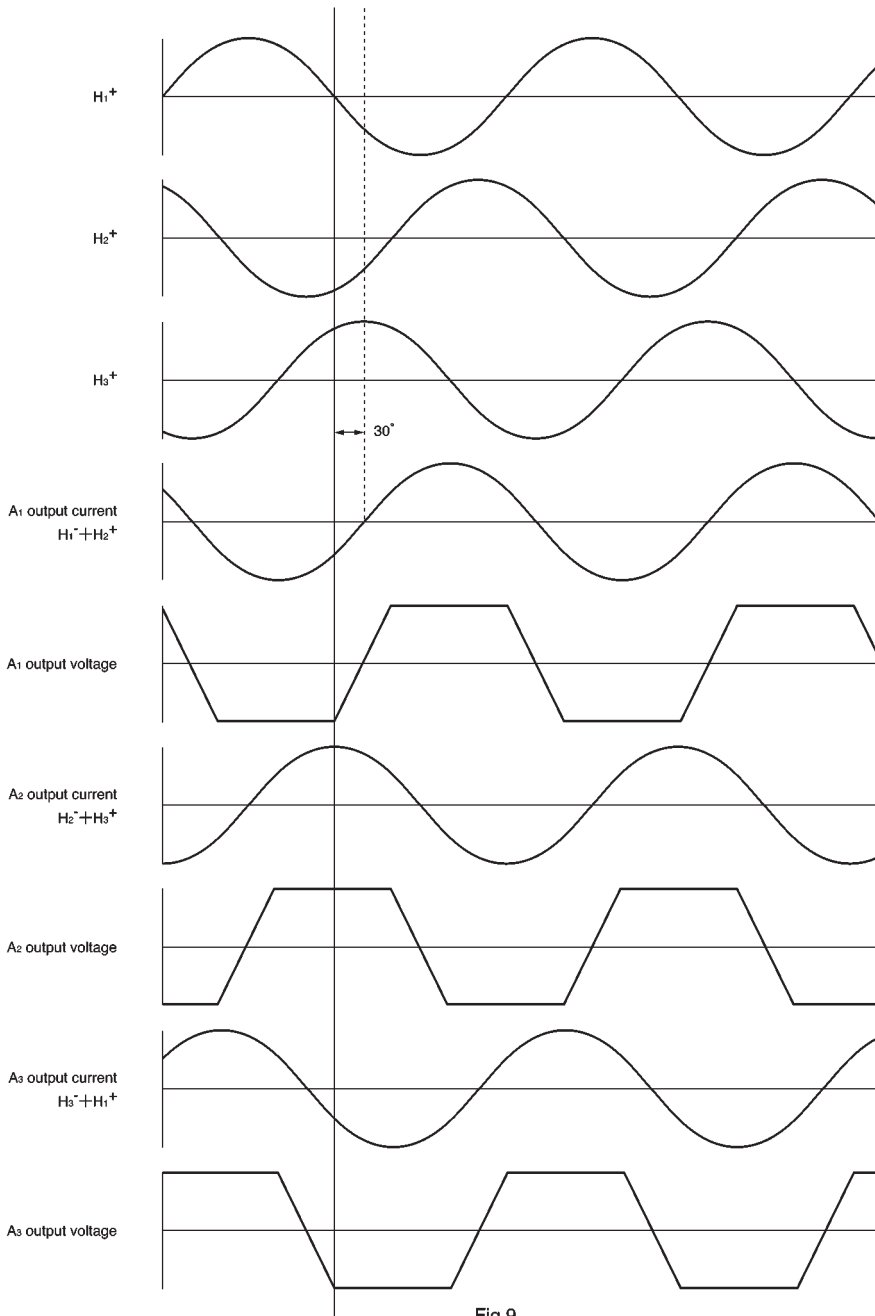 H₁⁺
H₂⁺
H₃⁺
30°
A₁ output current
H₁⁻+H₂⁺
A₁ output voltage
A₂ output current
H₂⁻+H₃⁺
A₂ output voltage
A₃ output current
H₃⁻+H₁⁺
A₃ output voltage
Fig.9